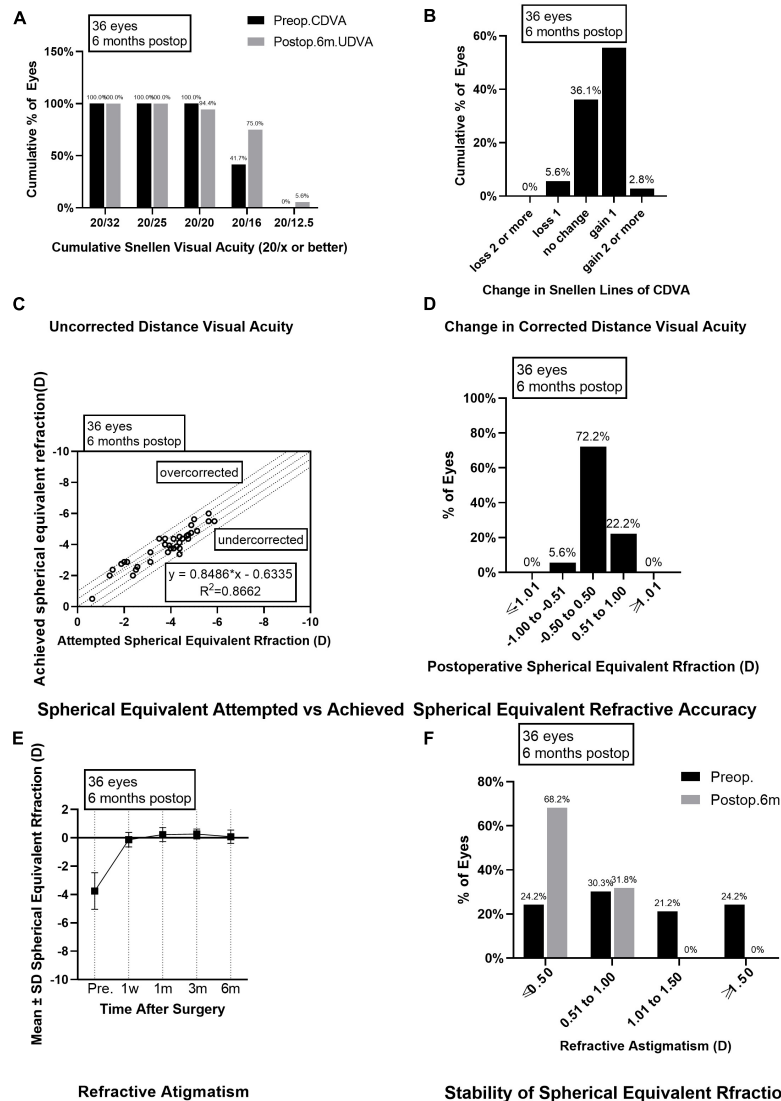 A
36 eyes
6 months postop
Preop.CDVA
Postop.6m.UDVA
Cumulative % of Eyes
150%
100%
50%
0%
100.0%
100.0%
100.0%
100.0%
100.0%
94.4%
41.7%
75.0%
0%
5.6%
20/32
20/25
20/20
20/16
20/12.5
Cumulative Snellen Visual Acuity (20/x or better)
B
36 eyes
6 months postop
Cumulative % of Eyes
60%
40%
20%
0%
0%
5.6%
36.1%
2.8%
loss 2 or more
loss 1
no change
gain 1
gain 2 or more
Change in Snellen Lines of CDVA
C
Uncorrected Distance Visual Acuity
36 eyes
6 months postop
Achieved spherical equivalent refraction(D)
-10
-8
-6
-4
-2
0
overcorrected
undercorrected
y = 0.8486*x - 0.6335
R²=0.8662
0
-2
-4
-6
-8
-10
Attempted Spherical Equivalent Rfraction (D)
D
Change in Corrected Distance Visual Acuity
36 eyes
6 months postop
% of Eyes
100%
80%
60%
40%
20%
0%
0%
5.6%
72.2%
22.2%
0%
≤1.01
-1.00 to -0.51
-0.50 to 0.50
0.51 to 1.00
⩾1.01
Postoperative Spherical Equivalent Rfraction (D)
Spherical Equivalent Attempted vs Achieved
Spherical Equivalent Refractive Accuracy
E
36 eyes
6 months postop
Mean ± SD Spherical Equivalent Rfraction (D)
2
0
-2
-4
-6
-8
-10
Pre.
1w
1m
3m
6m
Time After Surgery
F
36 eyes
6 months postop
Preop.
Postop.6m
% of Eyes
80%
60%
40%
20%
0%
24.2%
68.2%
30.3%
31.8%
21.2%
0%
24.2%
0%
≤0.50
0.51 to 1.00
1.01 to 1.50
⩾1.50
Refractive Astigmatism (D)
Refractive Atigmatism
Stability of Spherical Equivalent Rfractio